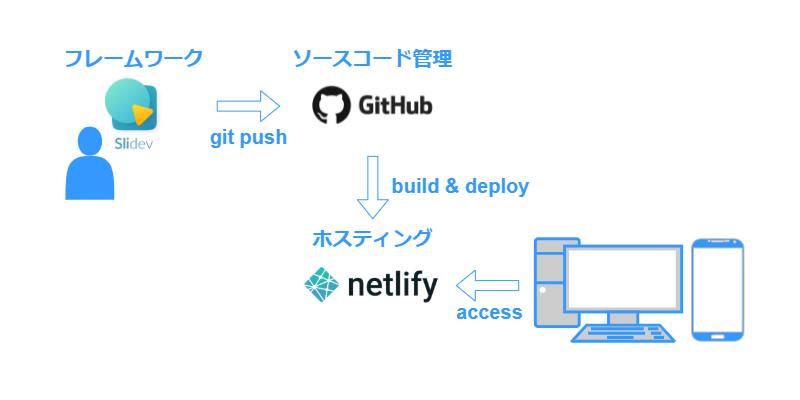 フレームワーク
ソースコード管理
Slidev
git push
GitHub
build & deploy
ホスティング
netlify
access